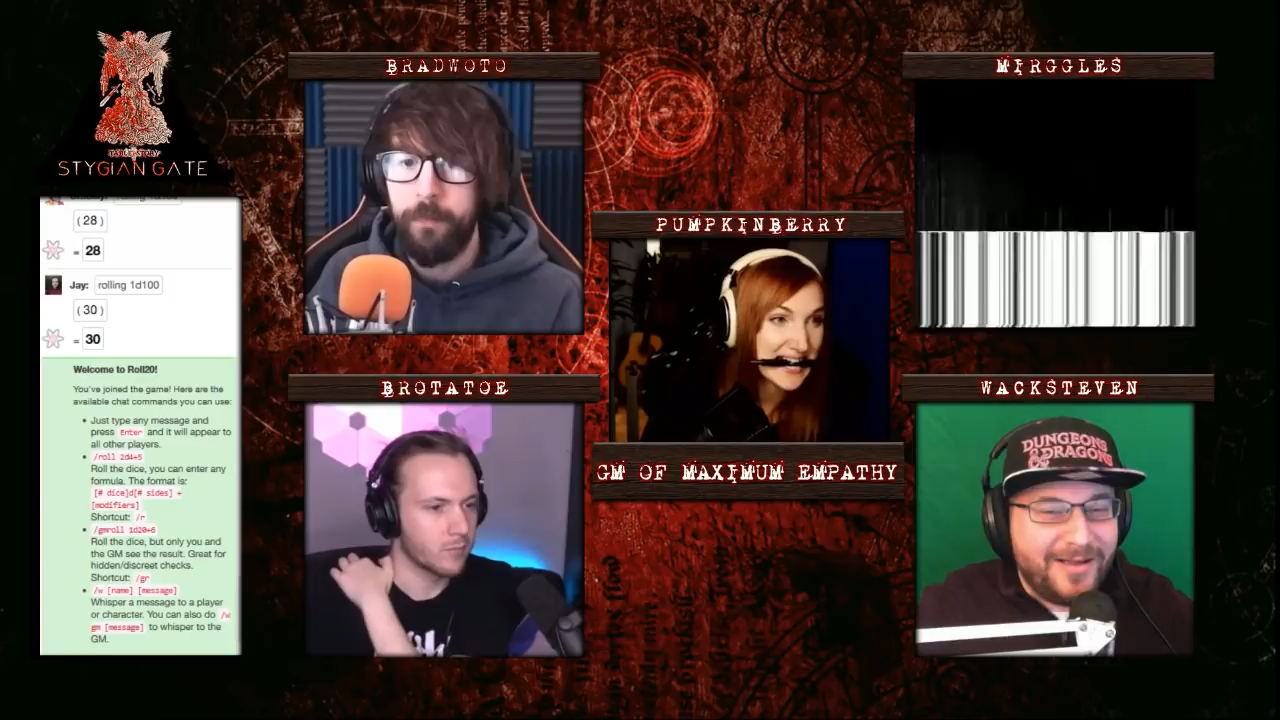 TABLE STORY
STYGIAN GATE
( 28 )
= 28
Jay: rolling 1d100
( 30 )
= 30
Welcome to Roll20!
You've joined the game! Here are the
available chat commands you can use:
• Just type any message and
press Enter and it will appear to
all other players.
• /roll 2d4+5
Roll the dice, you can enter any
formula. The format is:
[# dice]d[# sides] +
[modifiers]
Shortcut: /r
• /gmroll 1d20+6
Roll the dice, but only you and
the GM see the result. Great for
hidden/discreet checks.
Shortcut: /gr
• /w [name] [message]
Whisper a message to a player
or character. You can also do /w
gm [message] to whisper to the
GM.
BRADWOTO
MIRGGLES
PUMPKINBERRY
BROTATOE
WACKSTEVEN
GM OF MAXIMUM EMPATHY
DUNGEONS
& DRAGONS